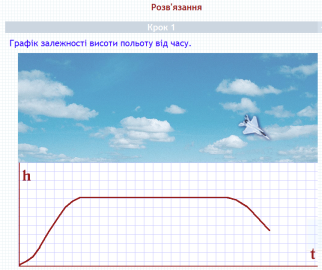 Розв'язання
Крок 1
Графік залежності висоти польоту від часу.
h
t